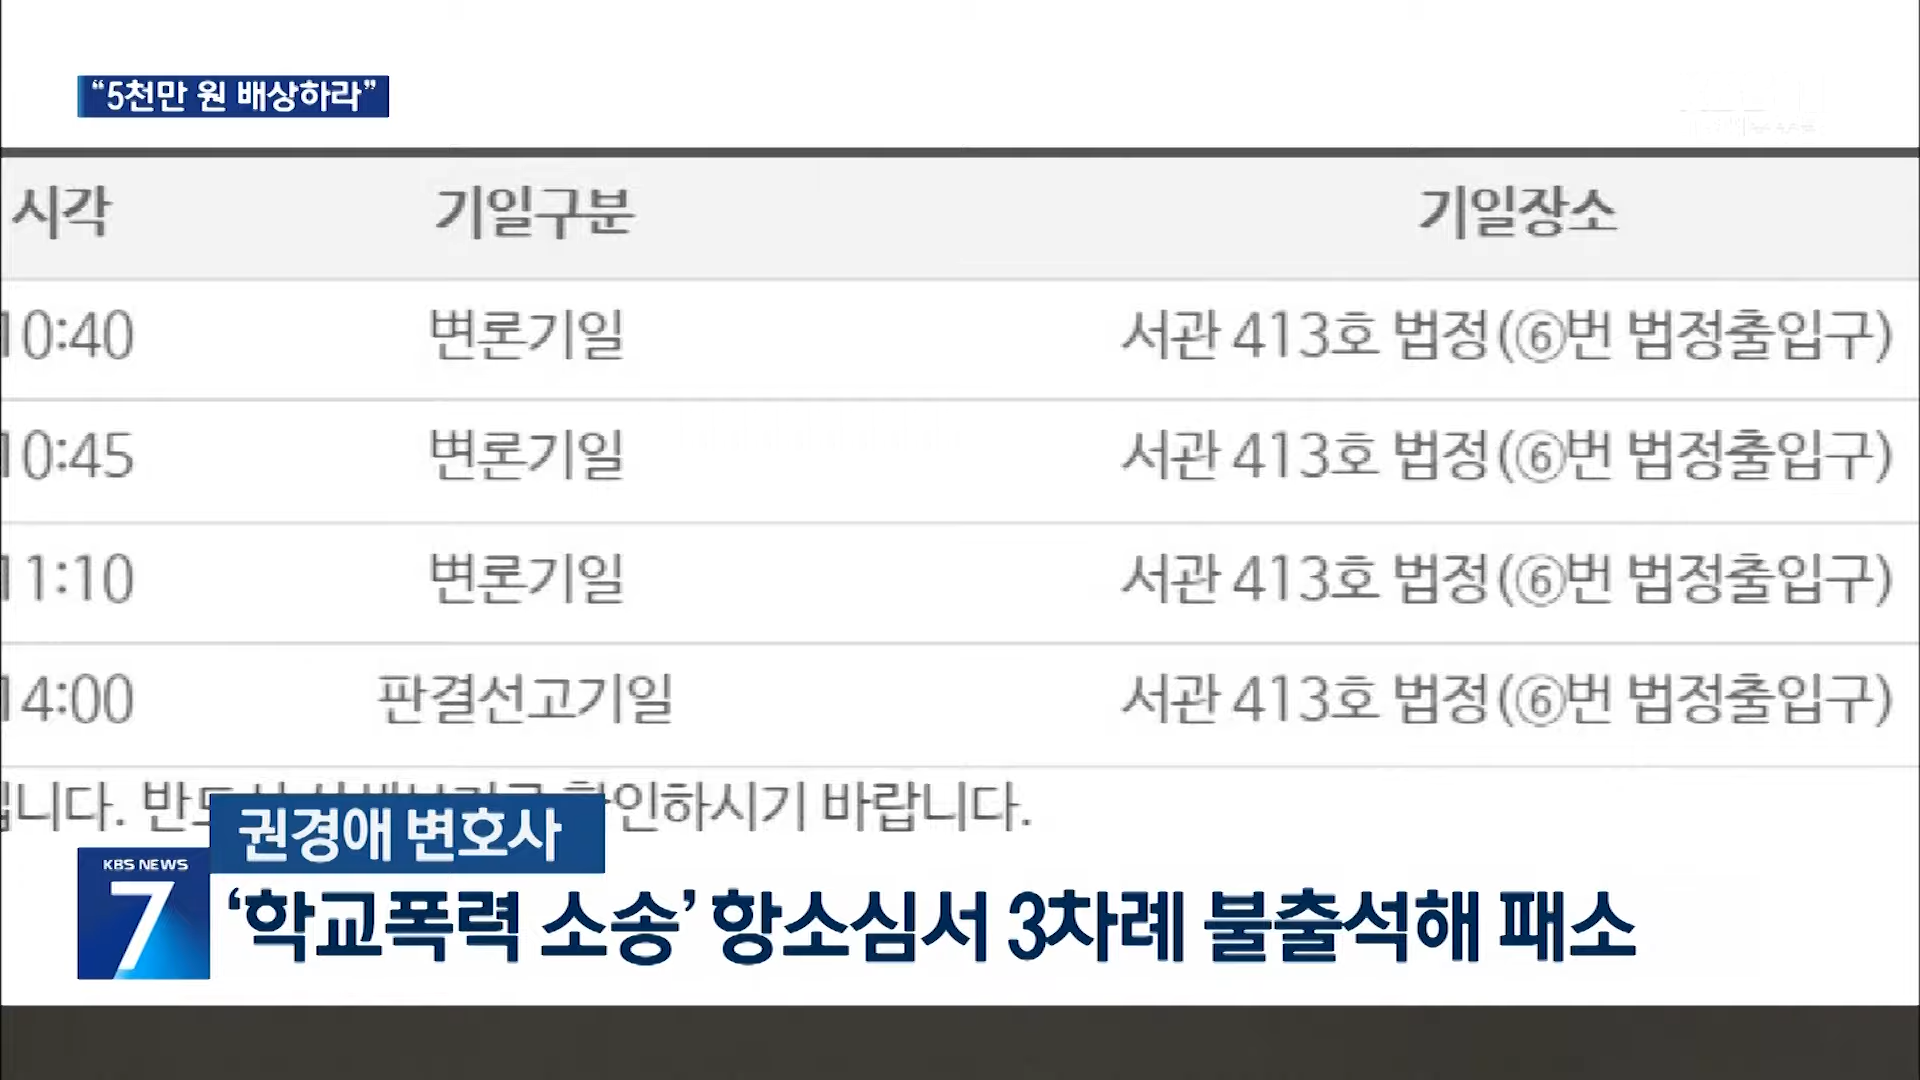 “5천만 원 배상하라”
시각 기일구분 기일장소
10:40 변론기일 서관 413호 법정(⑥번 법정출입구)
10:45 변론기일 서관 413호 법정(⑥번 법정출입구)
11:10 변론기일 서관 413호 법정(⑥번 법정출입구)
14:00 판결선고기일 서관 413호 법정(⑥번 법정출입구)
확인하시기 바랍니다.
권경애 변호사
KBS NEWS
7
‘학교폭력 소송’ 항소심서 3차례 불출석해 패소